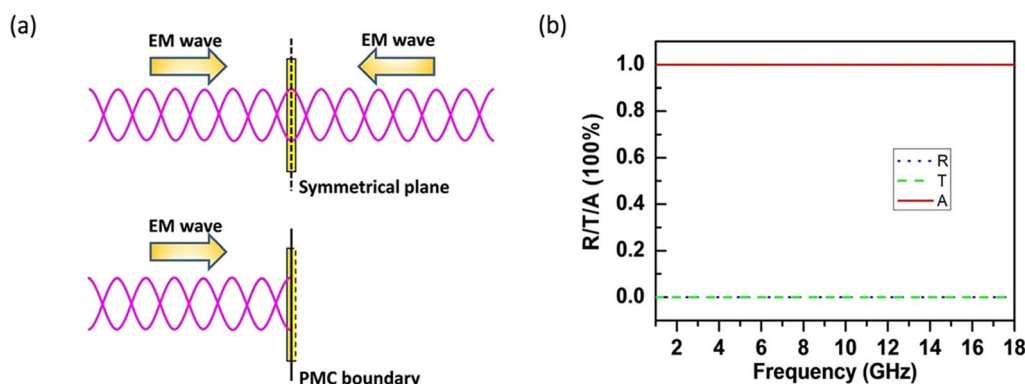 (a)
EM wave
EM wave
Symmetrical plane
EM wave
PMC boundary
(b)
R/T/A (100%)
1.0
0.8
0.6
0.4
0.2
0.0
R
T
A
2 4 6 8 10 12 14 16 18
Frequency (GHz)